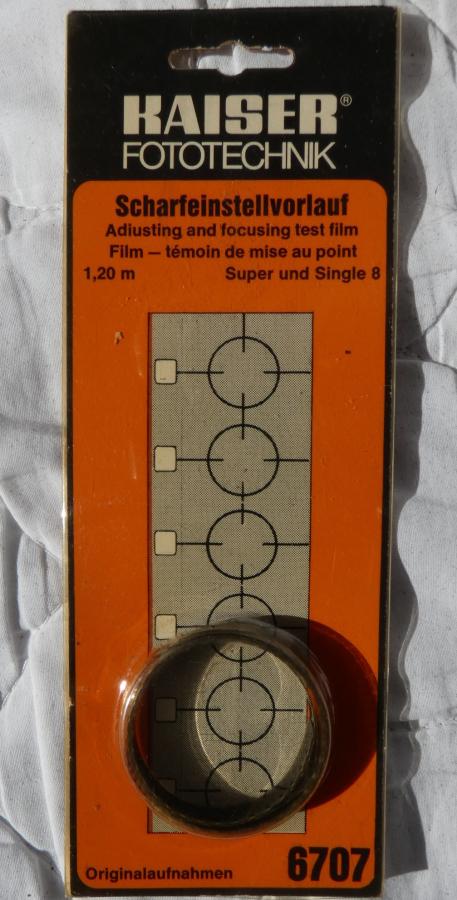 KAISER®
FOTOTECHNIK
Scharfeinstellvorlauf
Adiusting and focusing test film
Film – témoin de mise au point
1,20 m Super und Single 8
Originalaufnahmen 6707